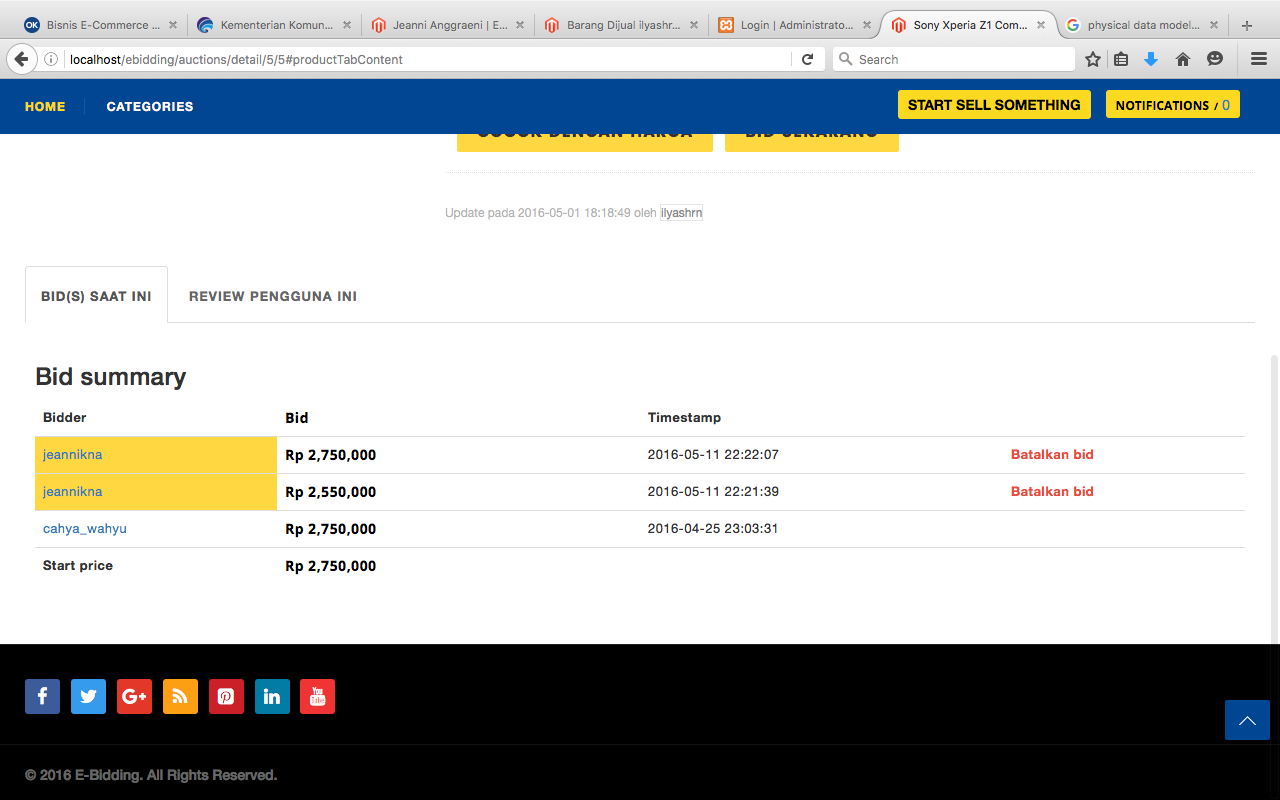 Bisnis E-Commerce ...
Kementerian Komun...
Jeanni Anggraeni | E...
Barang Dijual ilyashr...
Login | Administrato...
Sony Xperia Z1 Com...
physical data model...
localhost/ebidding/auctions/detail/5/5#productTabContent
Search
HOME
CATEGORIES
START SELL SOMETHING
NOTIFICATIONS / 0
COCOK DENGAN HARGA
BID SEKARANG
Update pada 2016-05-01 18:18:49 oleh ilyashrn
BID(S) SAAT INI
REVIEW PENGGUNA INI
Bid summary
Bidder Bid Timestamp
jeannikna Rp 2,750,000 2016-05-11 22:22:07 Batalkan bid
jeannikna Rp 2,550,000 2016-05-11 22:21:39 Batalkan bid
cahya_wahyu Rp 2,750,000 2016-04-25 23:03:31
Start price Rp 2,750,000
© 2016 E-Bidding. All Rights Reserved.